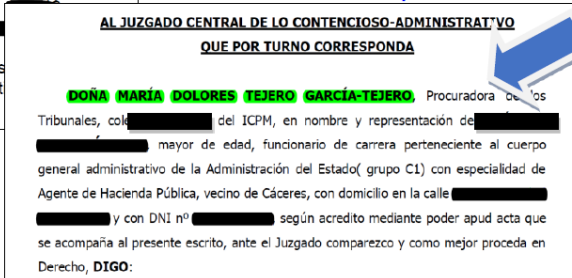 AL JUZGADO CENTRAL DE LO CONTENCIOSO-ADMINISTRATIVO
QUE POR TURNO CORRESPONDA
DOÑA MARÍA DOLORES TEJERO GARCÍA-TEJERO, Procuradora de los
Tribunales, del ICPM, en nombre y representación de
mayor de edad, funcionario de carrera perteneciente al cuerpo
general administrativo de la Administración del Estado( grupo C1) con especialidad de
Agente de Hacienda Pública, vecino de Cáceres, con domicilio en la calle
y con DNI nº según acredito mediante poder apud acta que
se acompaña al presente escrito, ante el Juzgado comparezco y como mejor proceda en
Derecho, DIGO: